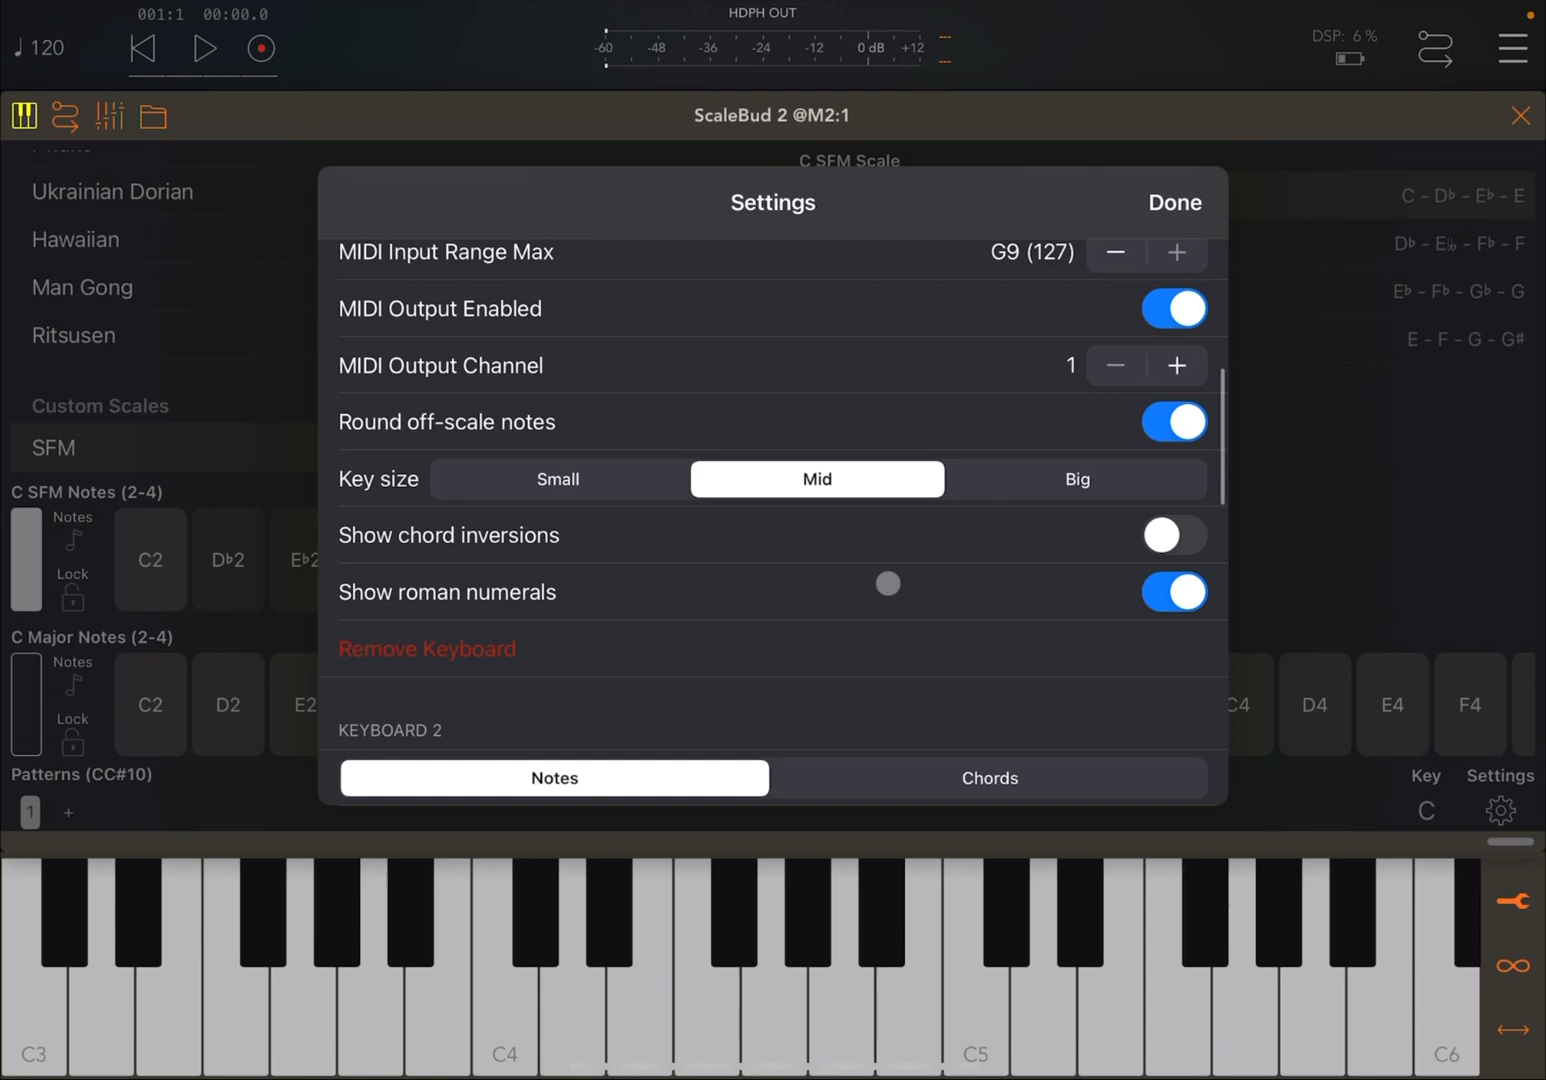 001:1 00:00.0
HDPH OUT
120
-60 -48 -36 -24 -12 0 dB +12
DSP: 6 %
ScaleBud 2 @M2:1
C SFM Scale
Ukrainian Dorian
Hawaiian
Man Gong
Ritsusen
Custom Scales
SFM
C - D♭ - E♭ - E
D♭ - E𝄫 - F♭ - F
E♭ - F♭ - G♭ - G
E - F - G - G♯
Settings
Done
MIDI Input Range Max G9 (127) − +
MIDI Output Enabled
MIDI Output Channel 1 − +
Round off-scale notes
Key size Small Mid Big
Show chord inversions
Show roman numerals
Remove Keyboard
KEYBOARD 2
Notes Chords
C SFM Notes (2-4)
Notes
Lock
C2 D♭2 E♭2
C Major Notes (2-4)
Notes
Lock
C2 D2 E2 C4 D4 E4 F4
Patterns (CC#10)
1 +
Key Settings
C
C3 C4 C5 C6